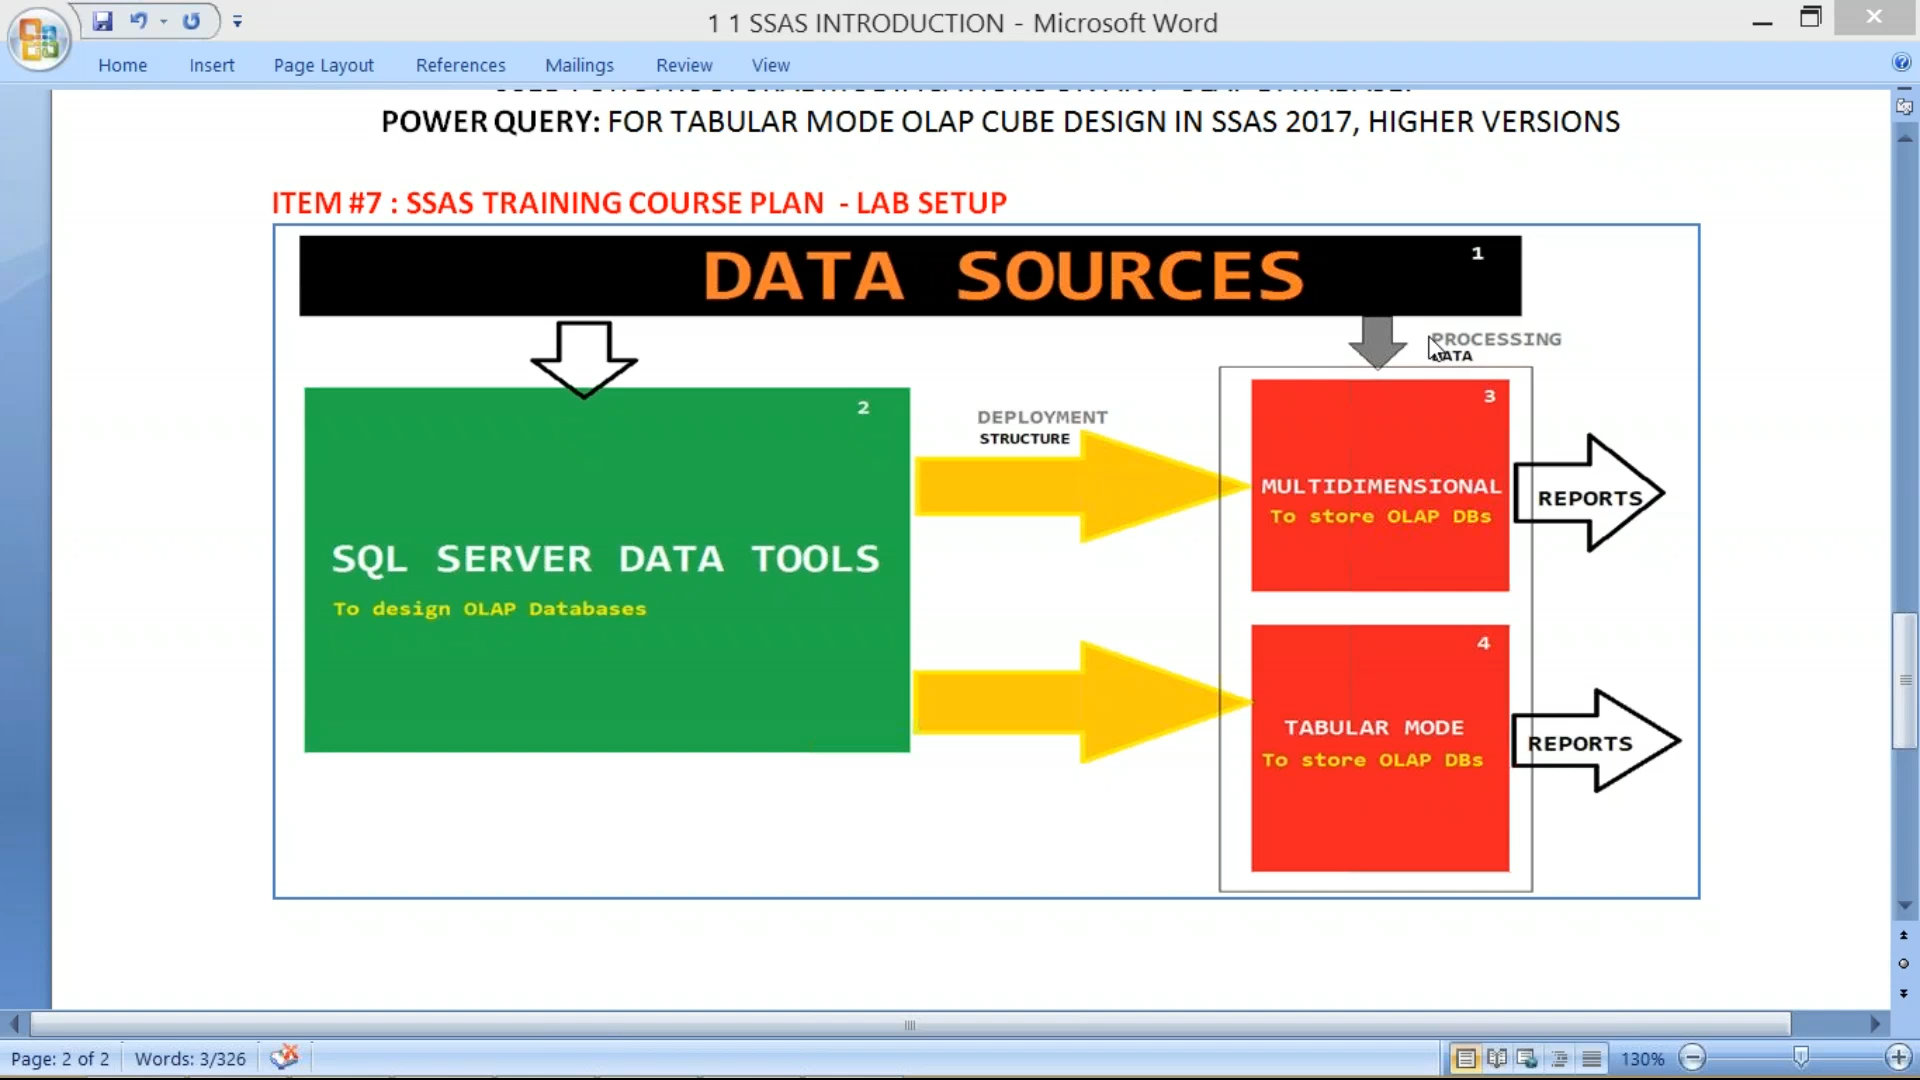 1 1 SSAS INTRODUCTION - Microsoft Word
Home Insert Page Layout References Mailings Review View
POWER QUERY: FOR TABULAR MODE OLAP CUBE DESIGN IN SSAS 2017, HIGHER VERSIONS
ITEM #7 : SSAS TRAINING COURSE PLAN - LAB SETUP
DATA SOURCES
1
PROCESSING
DATA
2
SQL SERVER DATA TOOLS
To design OLAP Databases
DEPLOYMENT
STRUCTURE
3
MULTIDIMENSIONAL
To store OLAP DBs
REPORTS
4
TABULAR MODE
To store OLAP DBs
REPORTS
Page: 2 of 2 Words: 3/326 130%